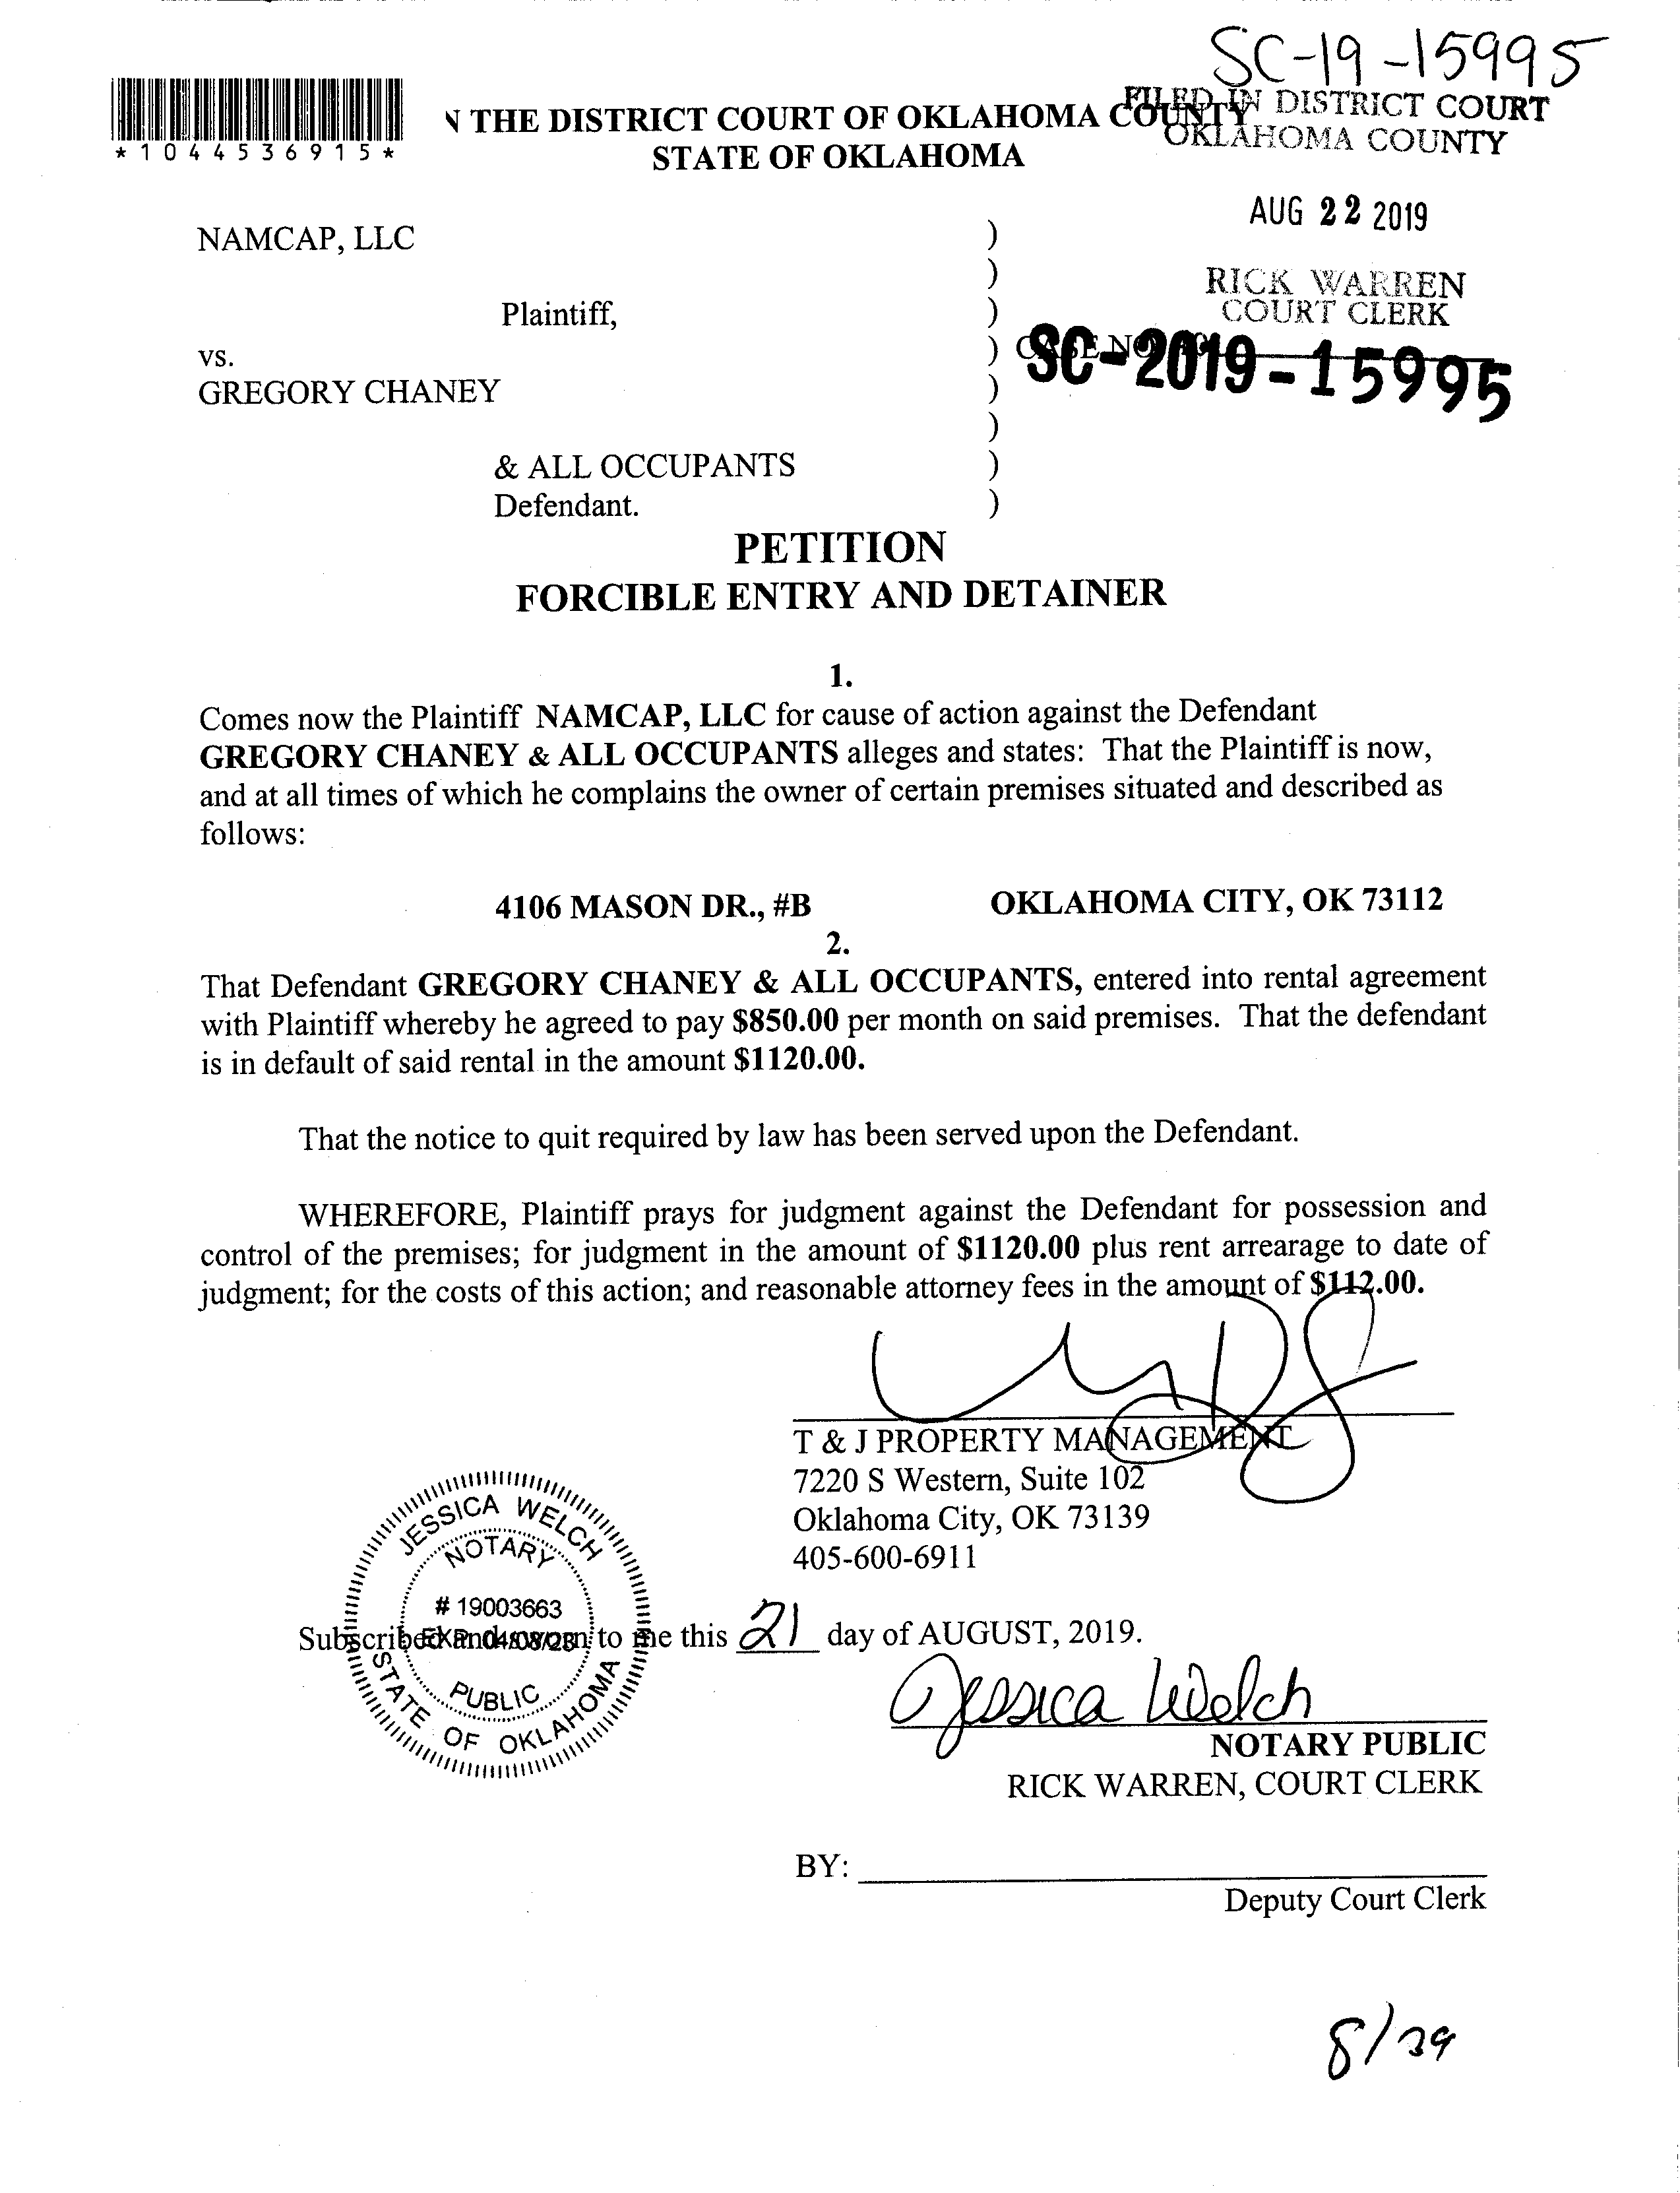 SC-19-15995
*1044536915*
N THE DISTRICT COURT OF OKLAHOMA COUNTY
STATE OF OKLAHOMA
FILED IN DISTRICT COURT
OKLAHOMA COUNTY
AUG 22 2019
RICK WARREN
COURT CLERK
NAMCAP, LLC )
)
Plaintiff, )
vs. ) CASE NO.
SC-2019-15995
GREGORY CHANEY )
)
& ALL OCCUPANTS )
Defendant. )
PETITION
FORCIBLE ENTRY AND DETAINER
1.
Comes now the Plaintiff NAMCAP, LLC for cause of action against the Defendant
GREGORY CHANEY & ALL OCCUPANTS alleges and states: That the Plaintiff is now,
and at all times of which he complains the owner of certain premises situated and described as
follows:
4106 MASON DR., #B OKLAHOMA CITY, OK 73112
2.
That Defendant GREGORY CHANEY & ALL OCCUPANTS, entered into rental agreement
with Plaintiff whereby he agreed to pay $850.00 per month on said premises. That the defendant
is in default of said rental in the amount $1120.00.
That the notice to quit required by law has been served upon the Defendant.
WHEREFORE, Plaintiff prays for judgment against the Defendant for possession and
control of the premises; for judgment in the amount of $1120.00 plus rent arrearage to date of
judgment; for the costs of this action; and reasonable attorney fees in the amount of $112.00.
T & J PROPERTY MANAGEMENT
7220 S Western, Suite 102
Oklahoma City, OK 73139
405-600-6911
JESSICA WELCH
NOTARY
# 19003663
EXP. 04/08/23
PUBLIC
STATE OF OKLAHOMA
Subscribed and sworn to me this 21 day of AUGUST, 2019.
Jessica Welch
NOTARY PUBLIC
RICK WARREN, COURT CLERK
BY:
Deputy Court Clerk
8/29